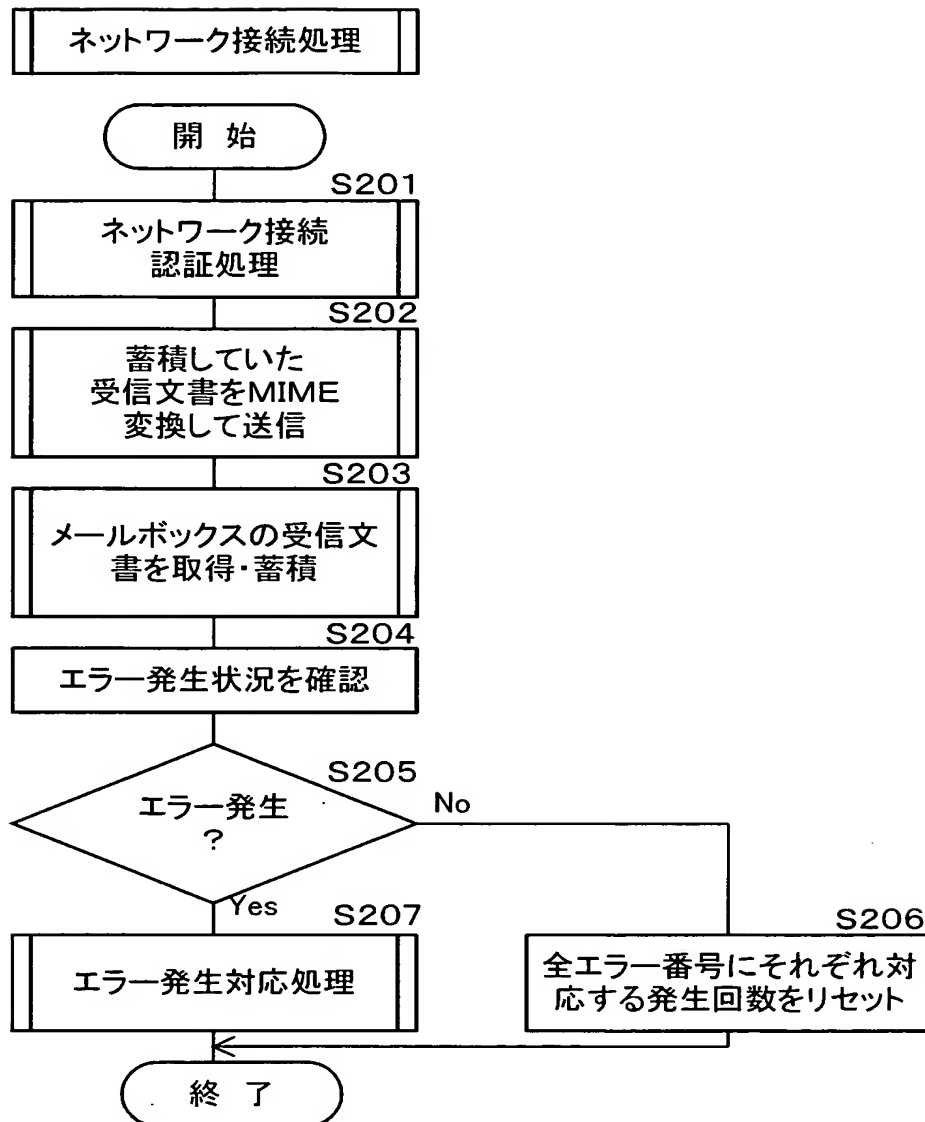 ネットワーク接続処理
開 始
S201
ネットワーク接続
認証処理
S202
蓄積していた
受信文書をMIME
変換して送信
S203
メールボックスの受信文
書を取得・蓄積
S204
エラー発生状況を確認
S205
エラー発生
?
No
Yes
S207
エラー発生対応処理
S206
全エラー番号にそれぞれ対
応する発生回数をリセット
終 了